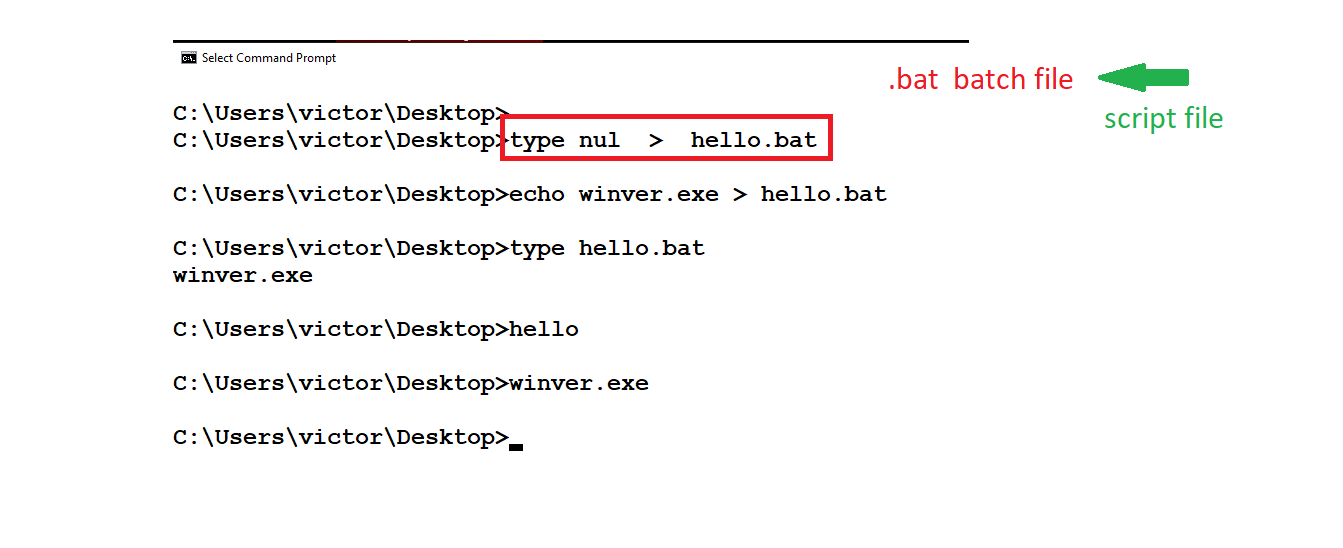 Select Command Prompt
.bat  batch file
script file
C:\Users\victor\Desktop>
C:\Users\victor\Desktop>type nul  >  hello.bat
C:\Users\victor\Desktop>echo winver.exe > hello.bat
C:\Users\victor\Desktop>type hello.bat
winver.exe
C:\Users\victor\Desktop>hello
C:\Users\victor\Desktop>winver.exe
C:\Users\victor\Desktop>